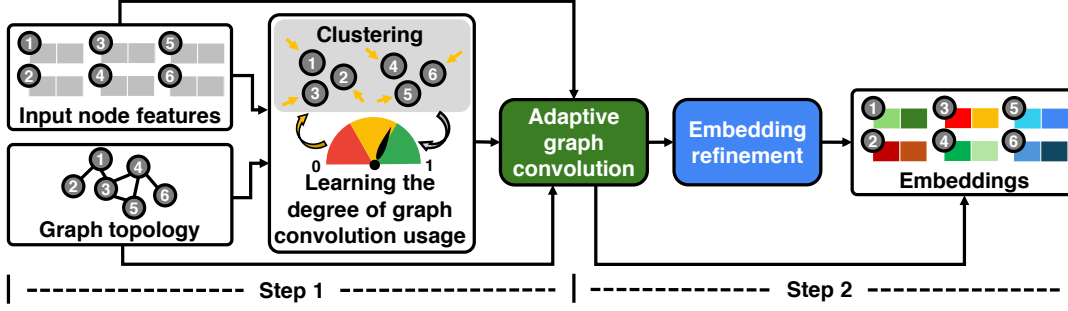 1 3 5
2 4 6
Input node features
1 4
2 3 6
5
Graph topology
Clustering
1 2 4 6
3 5
0 1
Learning the
degree of graph
convolution usage
Adaptive
graph
convolution
Embedding
refinement
1 3 5
2 4 6
Embeddings
Step 1
Step 2